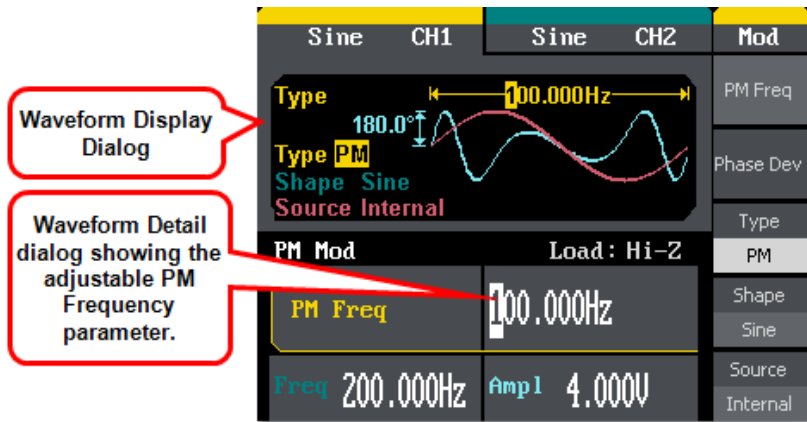 Sine CH1 Sine CH2 Mod
Waveform Display
Dialog
Type 100.000Hz
180.0°
Type PM
Shape Sine
Source Internal
Waveform Detail
dialog showing the
adjustable PM
Frequency
parameter.
PM Mod Load: Hi-Z
PM Freq 100.000Hz
Freq 200.000Hz Ampl 4.000V
PM Freq
Phase Dev
Type
PM
Shape
Sine
Source
Internal